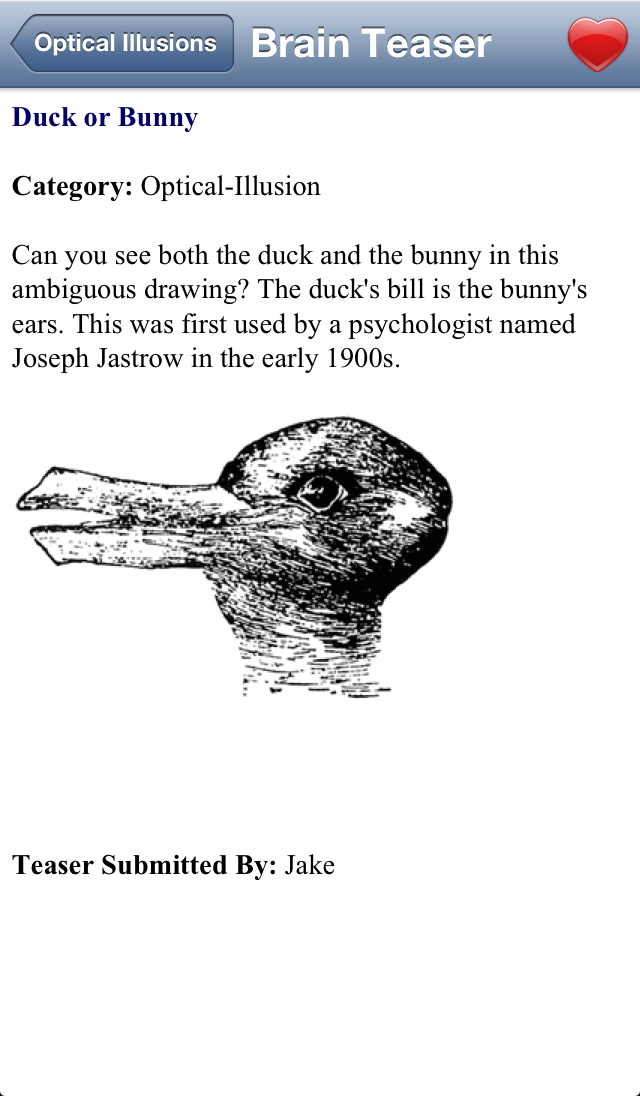 Optical Illusions
Brain Teaser
Duck or Bunny
Category: Optical-Illusion
Can you see both the duck and the bunny in this
ambiguous drawing? The duck's bill is the bunny's
ears. This was first used by a psychologist named
Joseph Jastrow in the early 1900s.
Teaser Submitted By: Jake